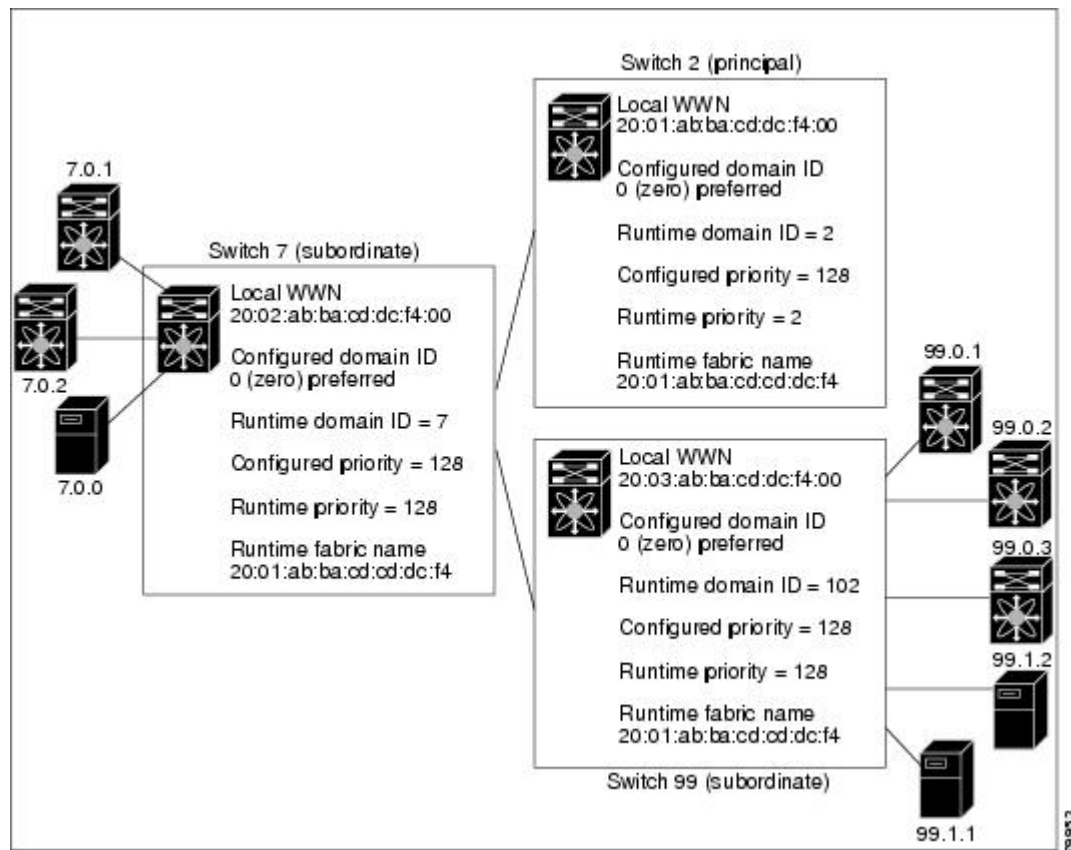 Switch 2 (principal)
Local WWN
20:01:ab:ba:cd:dc:f4:00
Configured domain ID
0 (zero) preferred
Runtime domain ID = 2
Configured priority = 128
Runtime priority = 2
Runtime fabric name
20:01:ab:ba:cd:cd:dc:f4
7.0.1
7.0.2
7.0.0
Switch 7 (subordinate)
Local WWN
20:02:ab:ba:cd:dc:f4:00
Configured domain ID
0 (zero) preferred
Runtime domain ID = 7
Configured priority = 128
Runtime priority = 128
Runtime fabric name
20:01:ab:ba:cd:cd:dc:f4
Local WWN
20:03:ab:ba:cd:dc:f4:00
Configured domain ID
0 (zero) preferred
Runtime domain ID = 102
Configured priority = 128
Runtime priority = 128
Runtime fabric name
20:01:ab:ba:cd:cd:dc:f4
Switch 99 (subordinate)
99.0.1
99.0.2
99.0.3
99.1.2
99.1.1